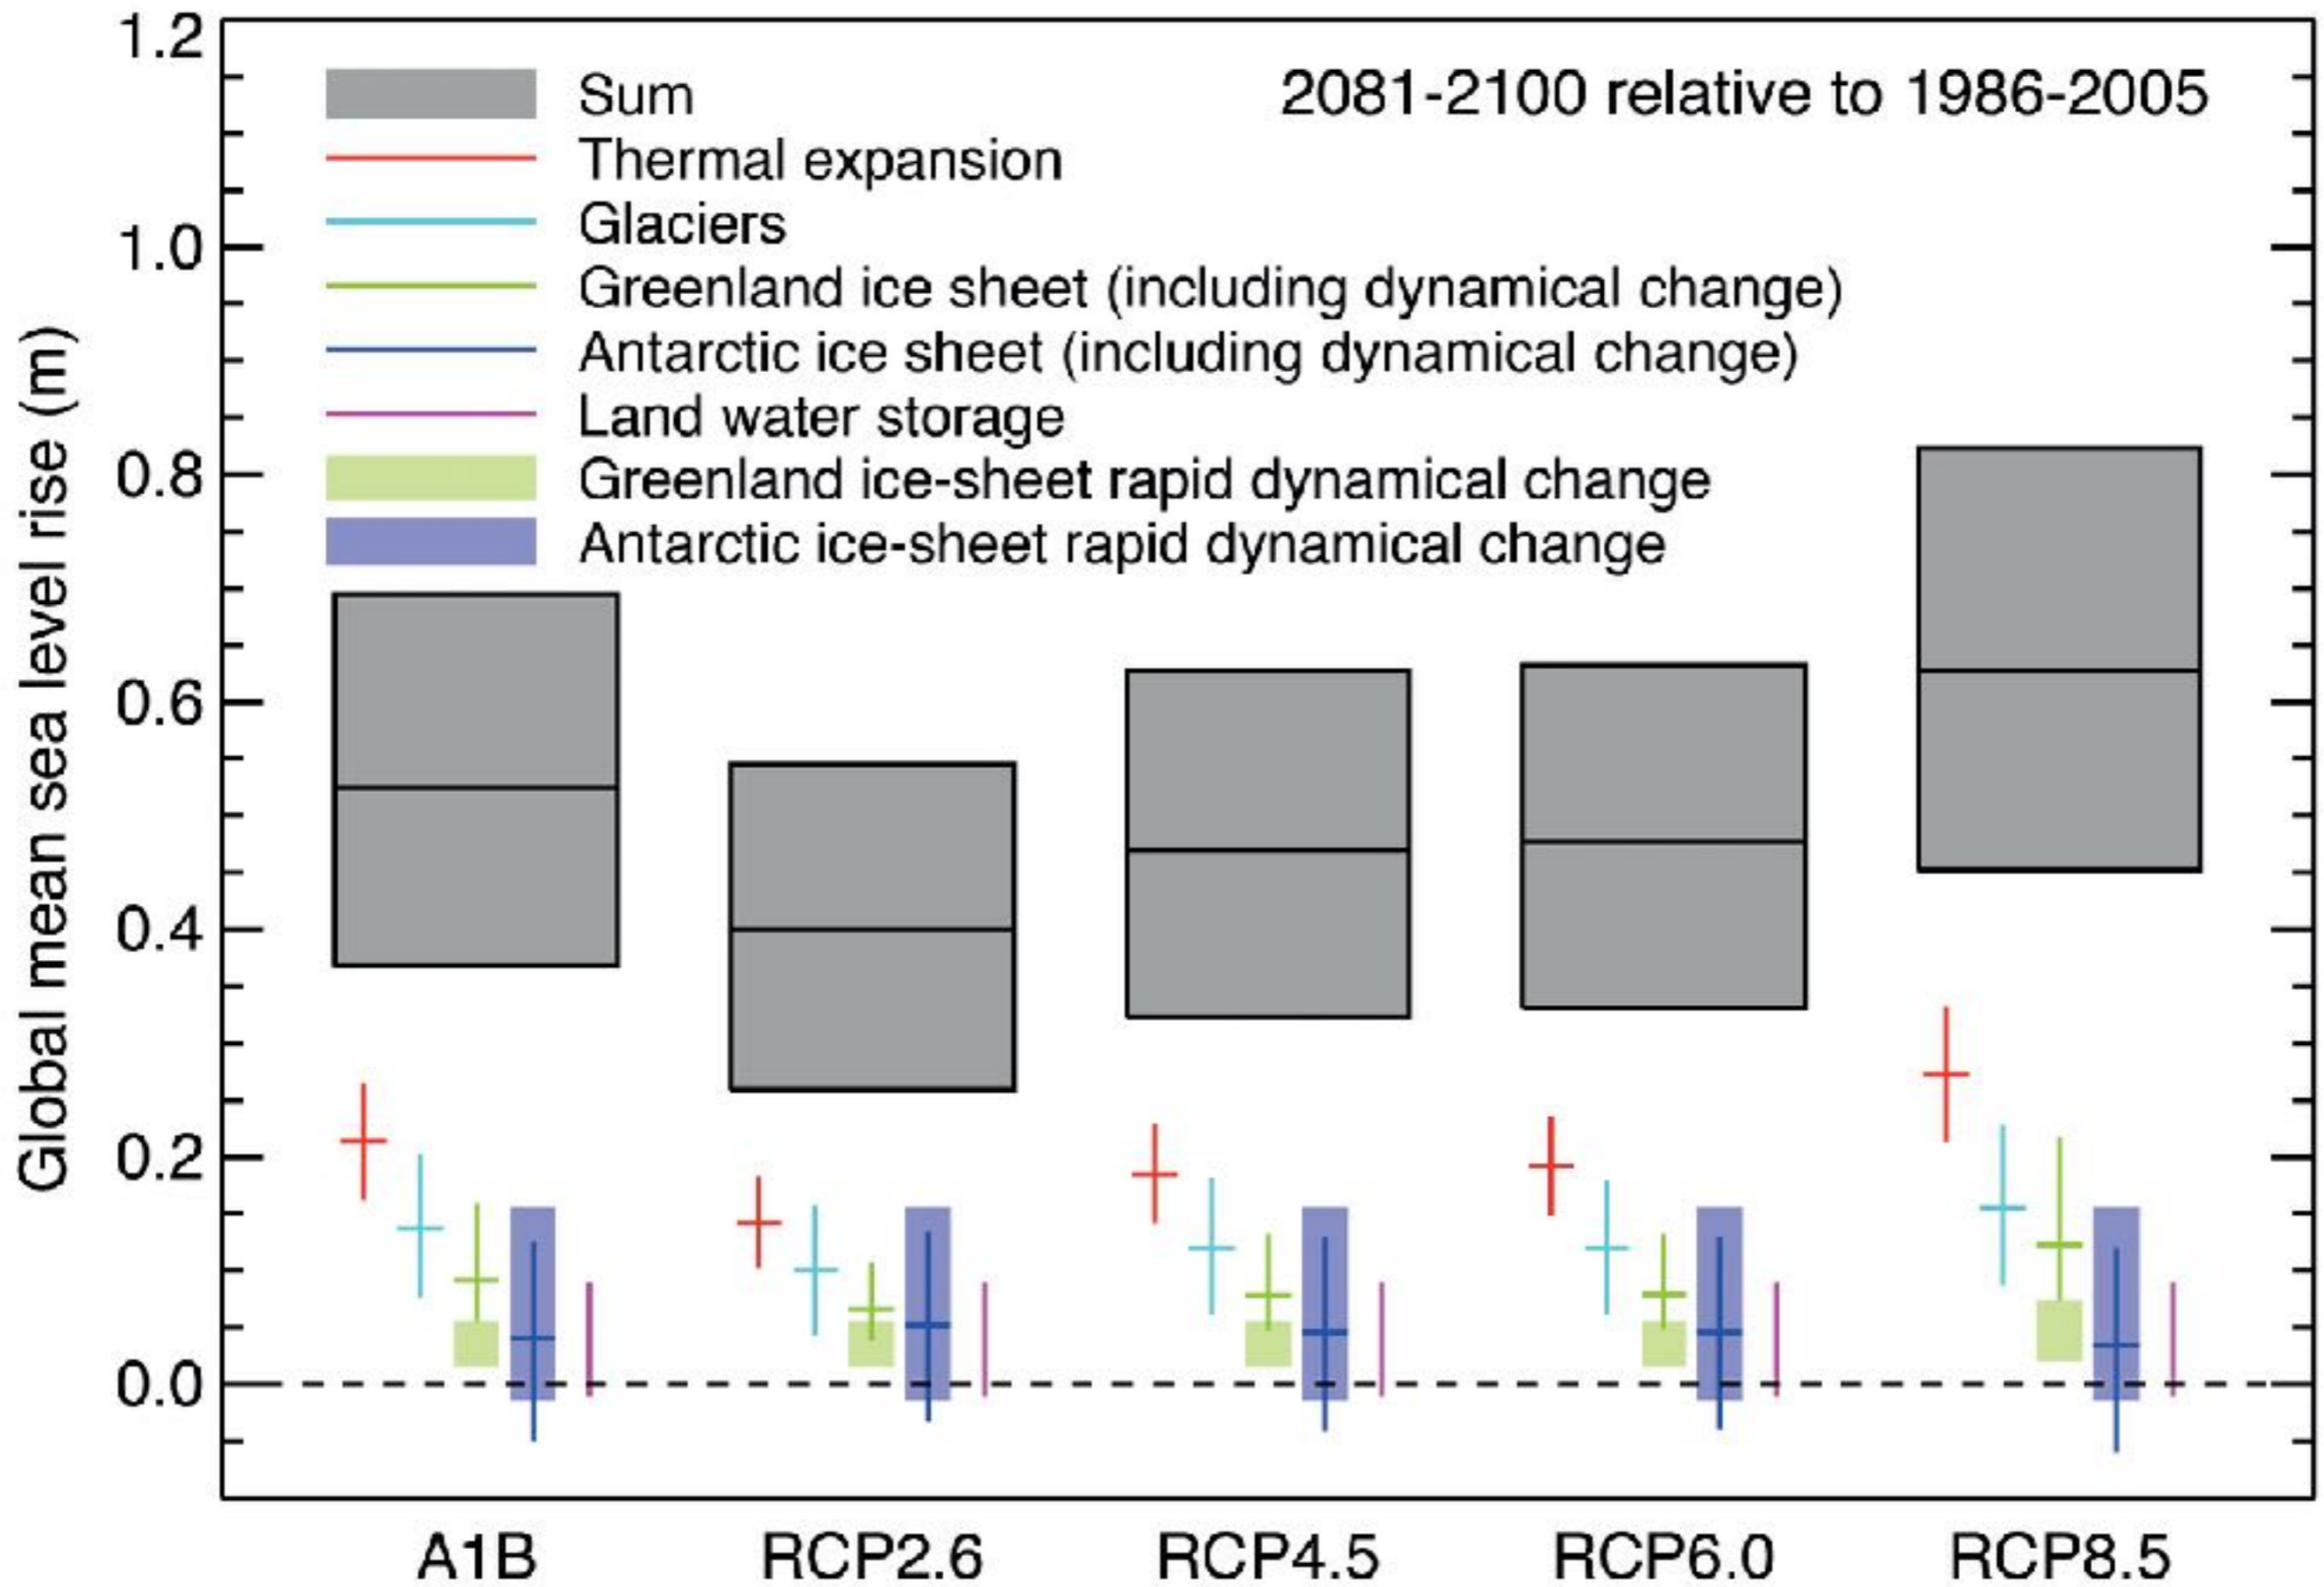 Global mean sea level rise (m)
1.2
1.0
0.8
0.6
0.4
0.2
0.0
2081-2100 relative to 1986-2005
Sum
Thermal expansion
Glaciers
Greenland ice sheet (including dynamical change)
Antarctic ice sheet (including dynamical change)
Land water storage
Greenland ice-sheet rapid dynamical change
Antarctic ice-sheet rapid dynamical change
A1B RCP2.6 RCP4.5 RCP6.0 RCP8.5